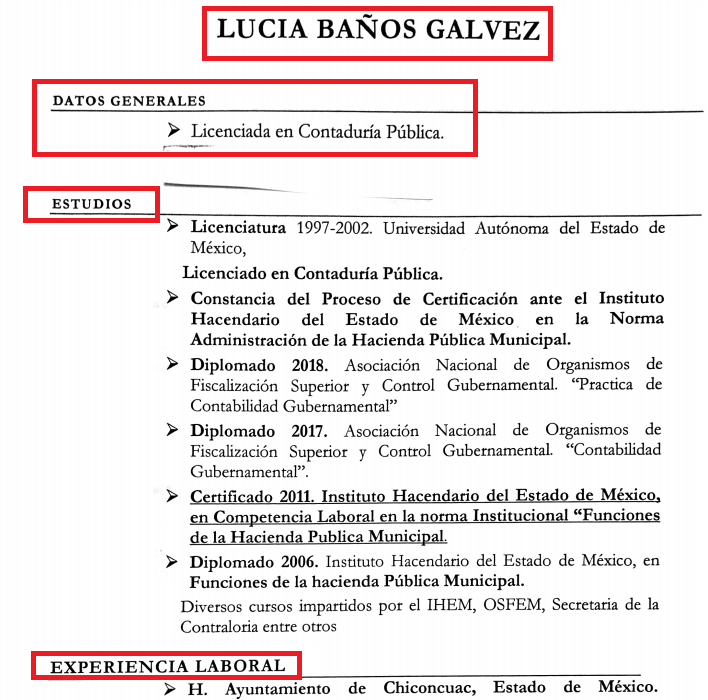 LUCIA BAÑOS GALVEZ
DATOS GENERALES
➢ Licenciada en Contaduría Pública.
ESTUDIOS
➢ Licenciatura 1997-2002. Universidad Autónoma del Estado de
México,
Licenciado en Contaduría Pública.
➢ Constancia del Proceso de Certificación ante el Instituto
Hacendario del Estado de México en la Norma
Administración de la Hacienda Pública Municipal.
➢ Diplomado 2018. Asociación Nacional de Organismos de
Fiscalización Superior y Control Gubernamental. “Practica de
Contabilidad Gubernamental”
➢ Diplomado 2017. Asociación Nacional de Organismos de
Fiscalización Superior y Control Gubernamental. “Contabilidad
Gubernamental”.
➢ Certificado 2011. Instituto Hacendario del Estado de México,
en Competencia Laboral en la norma Institucional “Funciones
de la Hacienda Publica Municipal.
➢ Diplomado 2006. Instituto Hacendario del Estado de México, en
Funciones de la hacienda Pública Municipal.
Diversos cursos impartidos por el IHEM, OSFEM, Secretaria de la
Contraloria entre otros
EXPERIENCIA LABORAL
➢ H. Ayuntamiento de Chiconcuac, Estado de México.